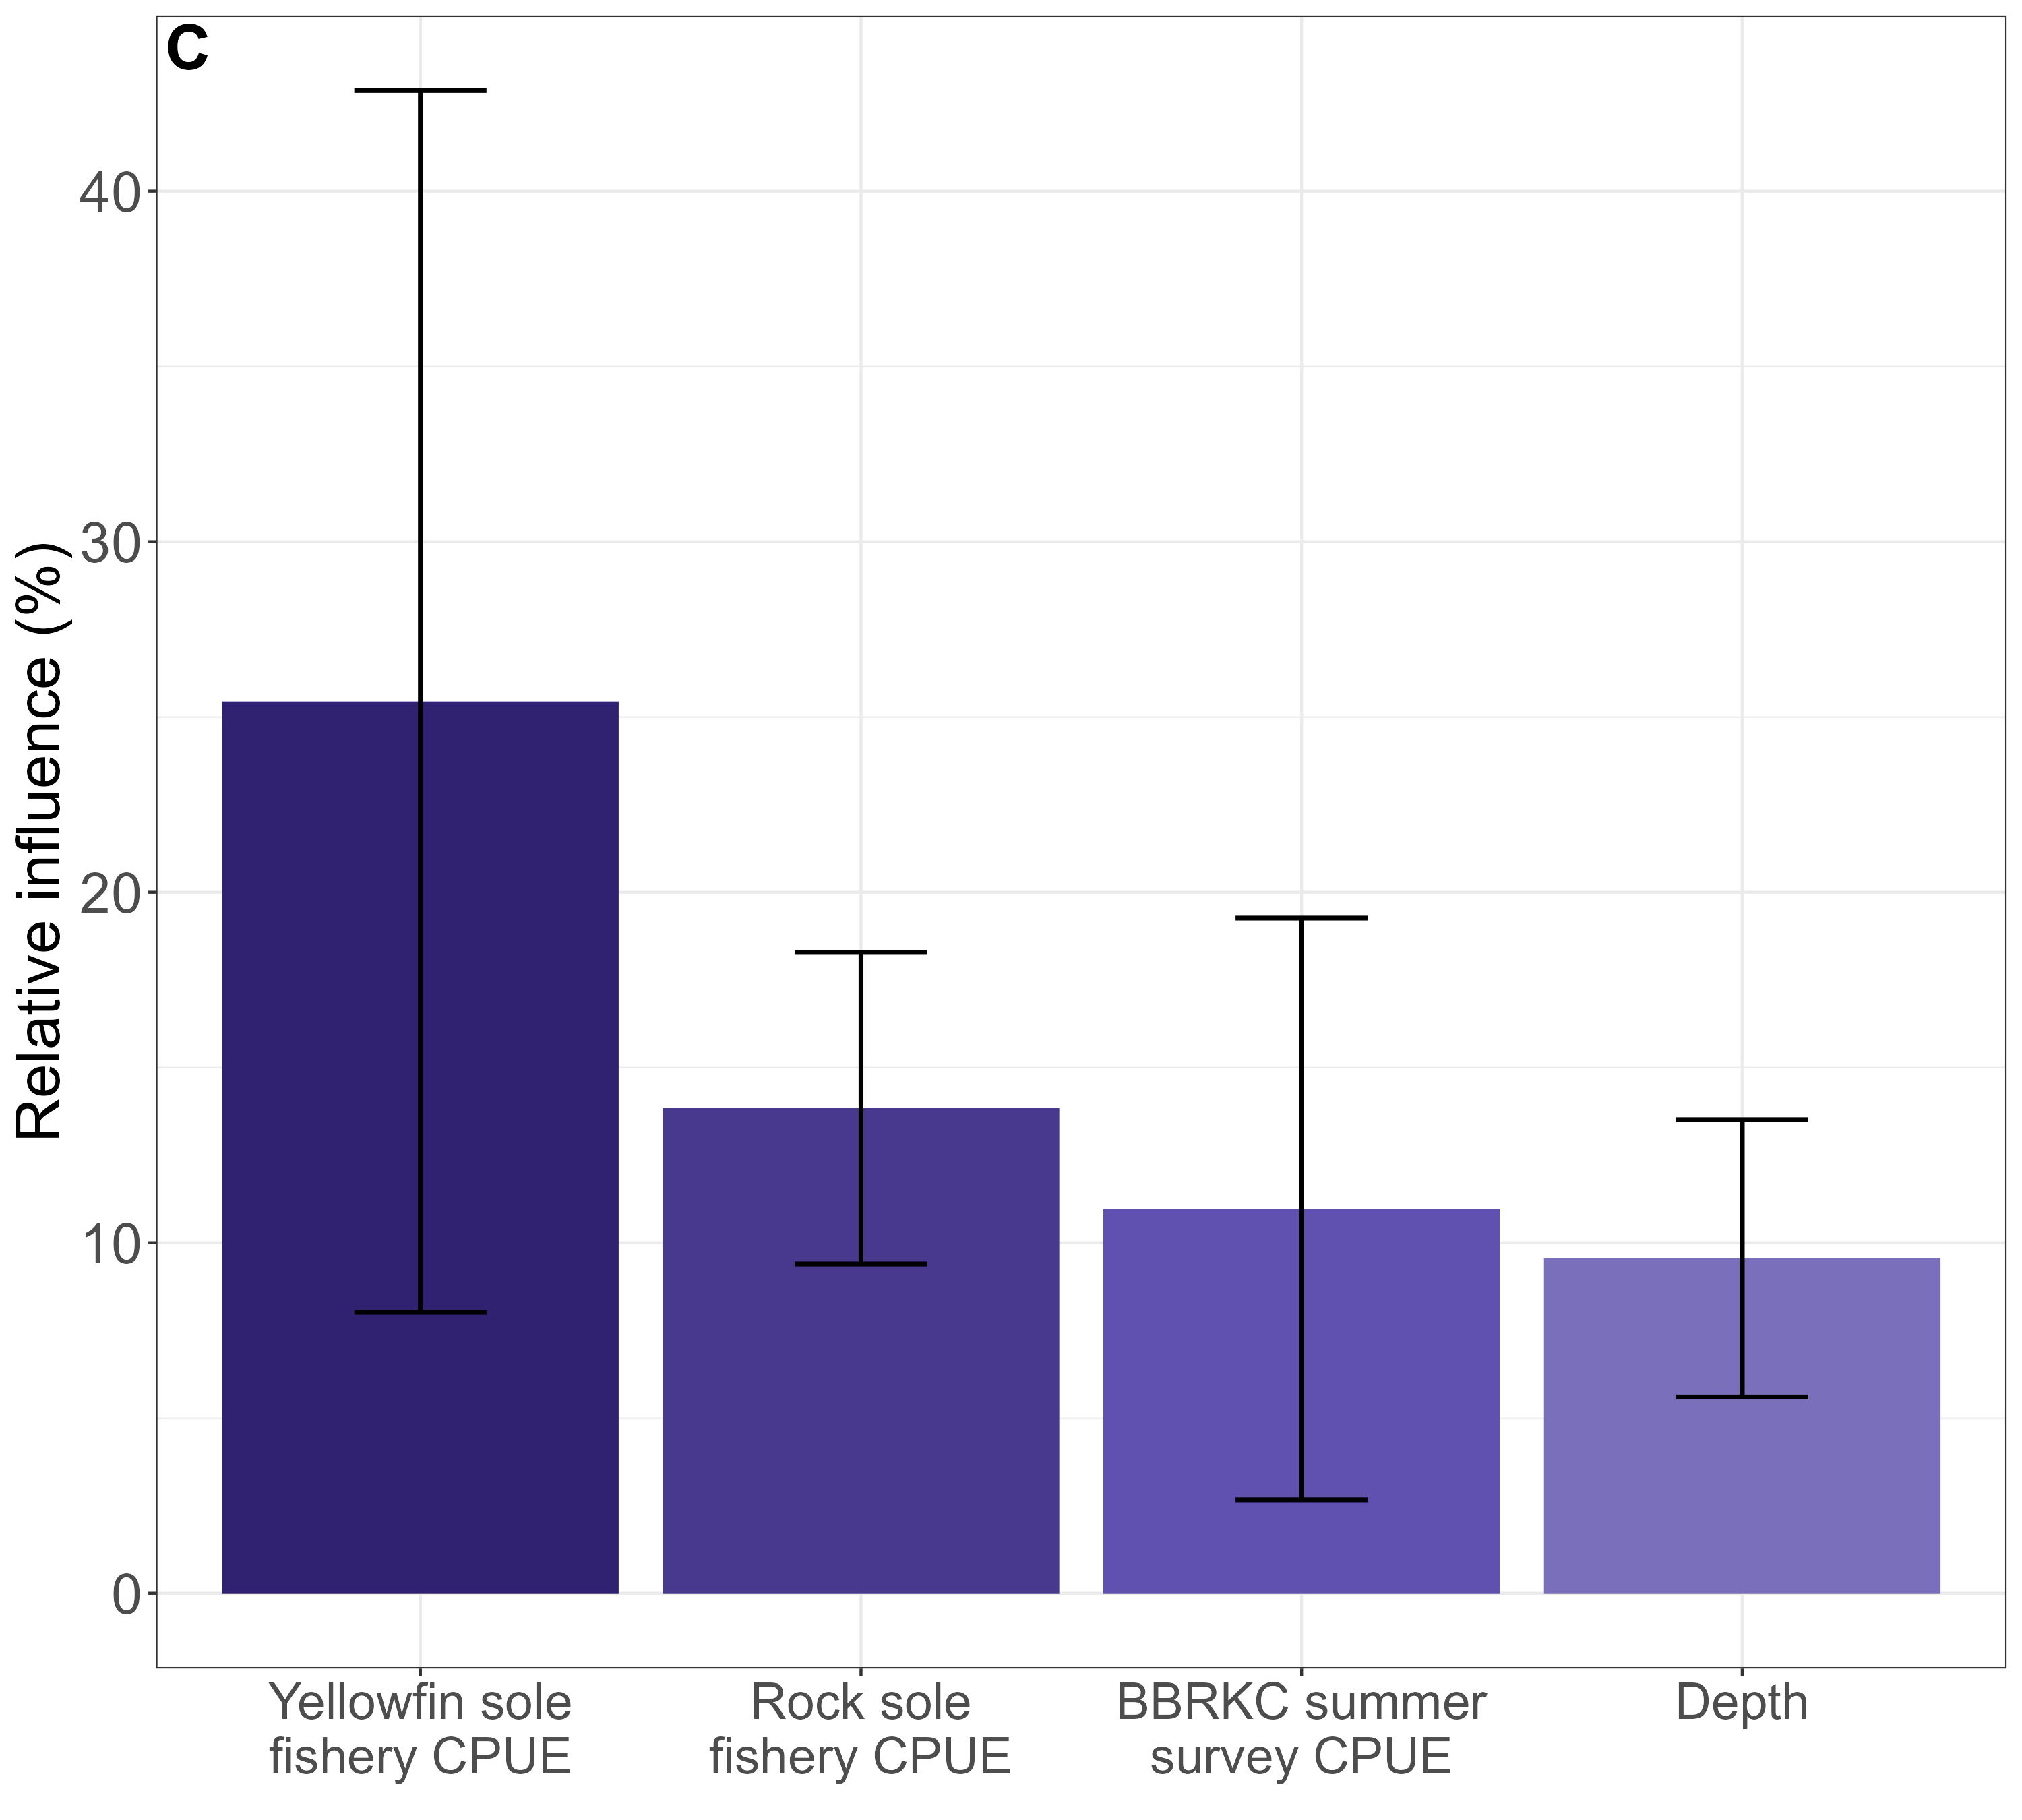 C
Relative influence (%)
40
30
20
10
0
Yellowfin sole
fishery CPUE
Rock sole
fishery CPUE
BBRKC summer
survey CPUE
Depth